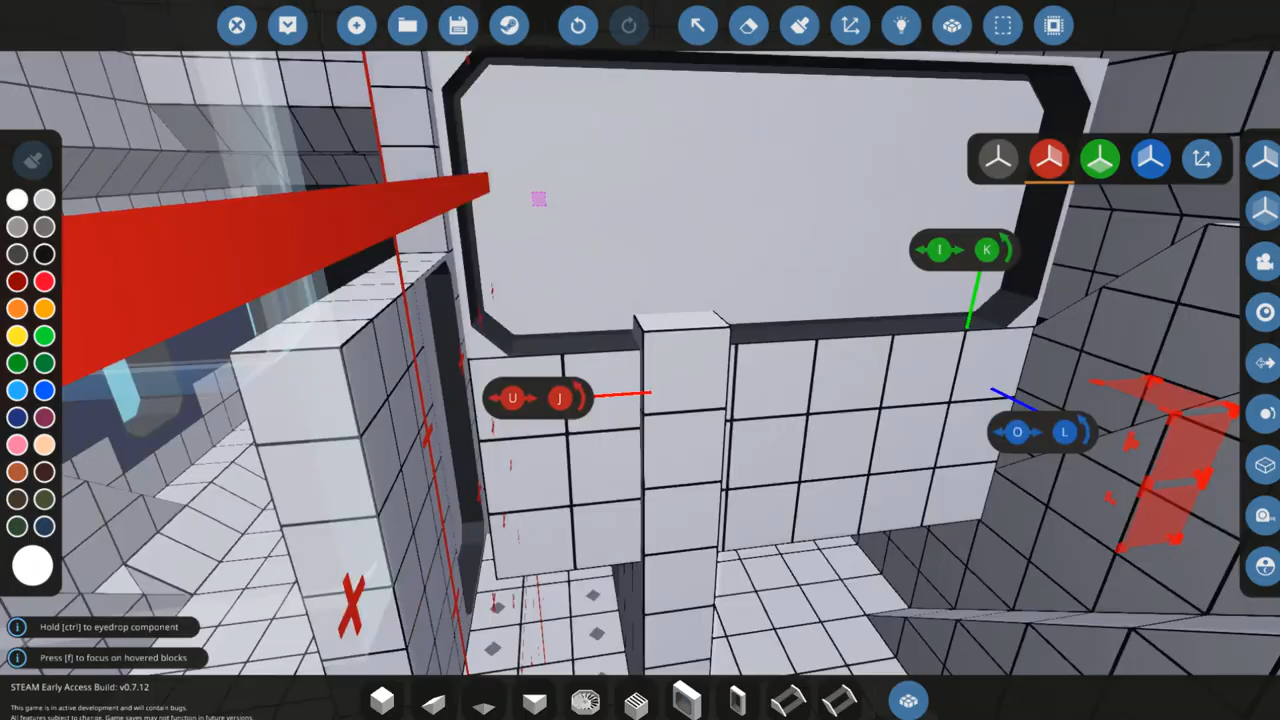 I K
U J
O L
Hold [ctrl] to eyedrop component
Press [f] to focus on hovered blocks
STEAM Early Access Build: v0.7.12
This game is in active development and will contain bugs.
All features subject to change. Game saves may not function in future versions.